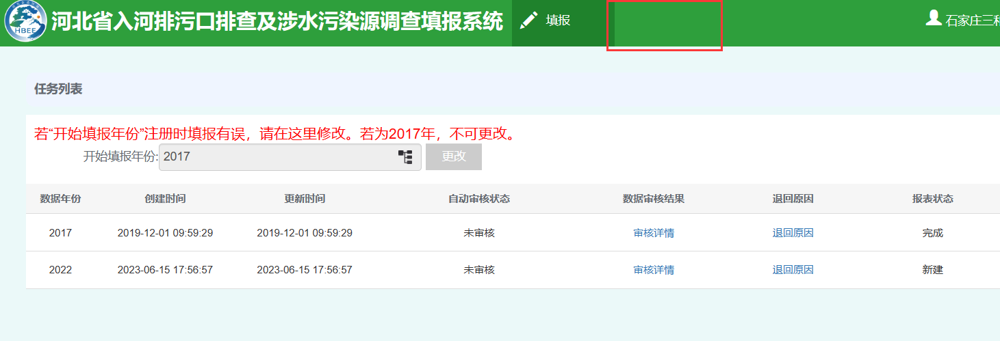 河北省入河排污口排查及涉水污染源调查填报系统 填报 石家庄三
HBEE
任务列表
若“开始填报年份”注册时填报有误，请在这里修改。若为2017年，不可更改。
开始填报年份: 2017 更改
数据年份 创建时间 更新时间 自动审核状态 数据审核结果 退回原因 报表状态
2017 2019-12-01 09:59:29 2019-12-01 09:59:29 未审核 审核详情 退回原因 完成
2022 2023-06-15 17:56:57 2023-06-15 17:56:57 未审核 审核详情 退回原因 新建